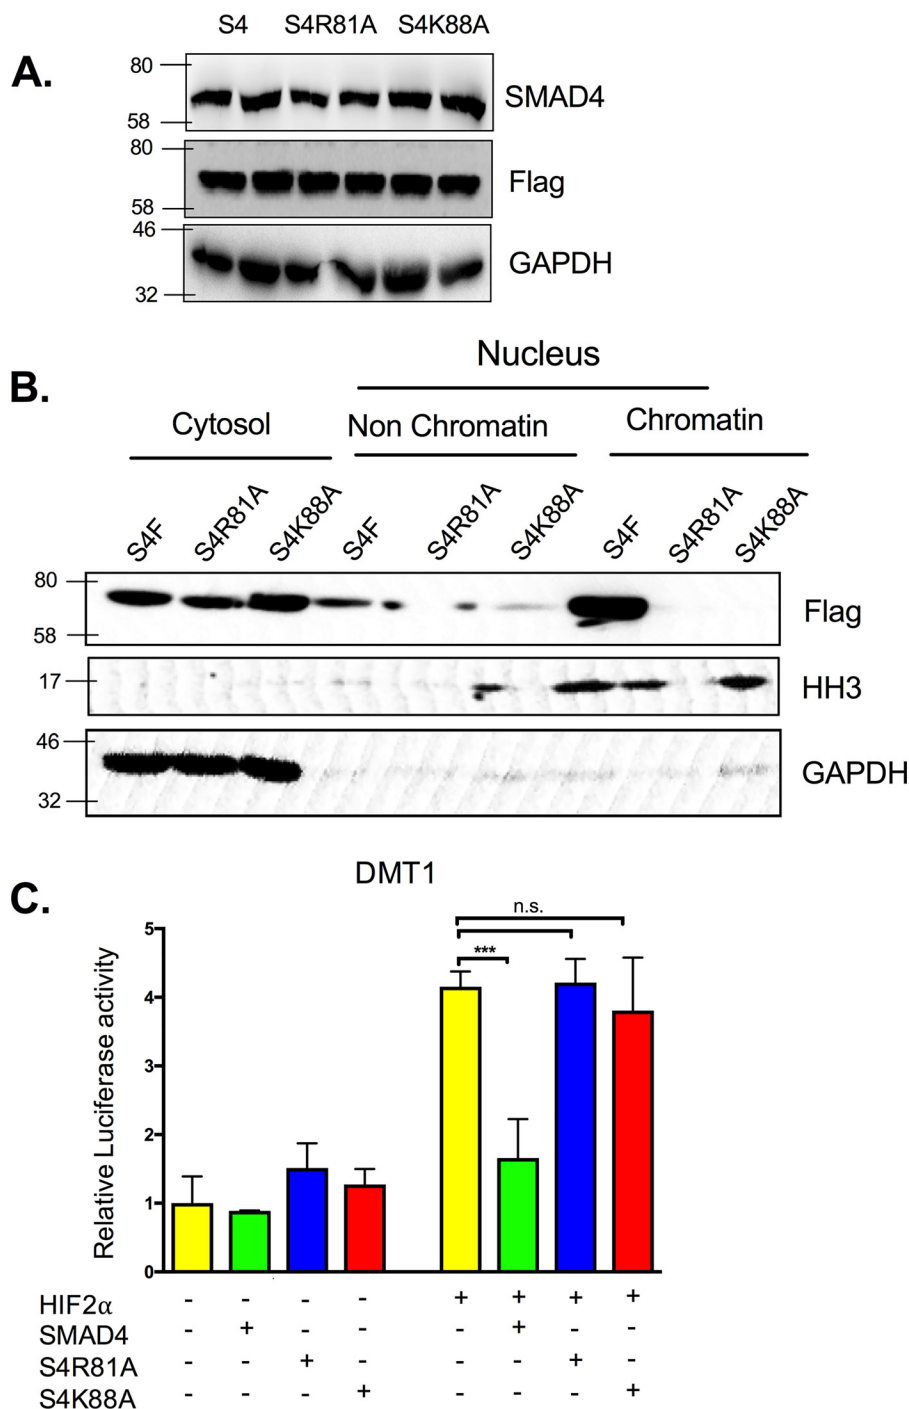 S4 S4R81A S4K88A
A.
80
58
SMAD4
80
58
Flag
46
32
GAPDH
B.
Nucleus
Cytosol Non Chromatin Chromatin
S4F S4R81A S4K88A S4F S4R81A S4K88A S4F S4R81A S4K88A
80
58
Flag
17
HH3
46
32
GAPDH
C.
DMT1
Relative Luciferase activity
5
4
3
2
1
0
n.s.
***
HIF2α - - - - + + + +
SMAD4 - + - - - + - -
S4R81A - - + - - - + -
S4K88A - - - + - - - +